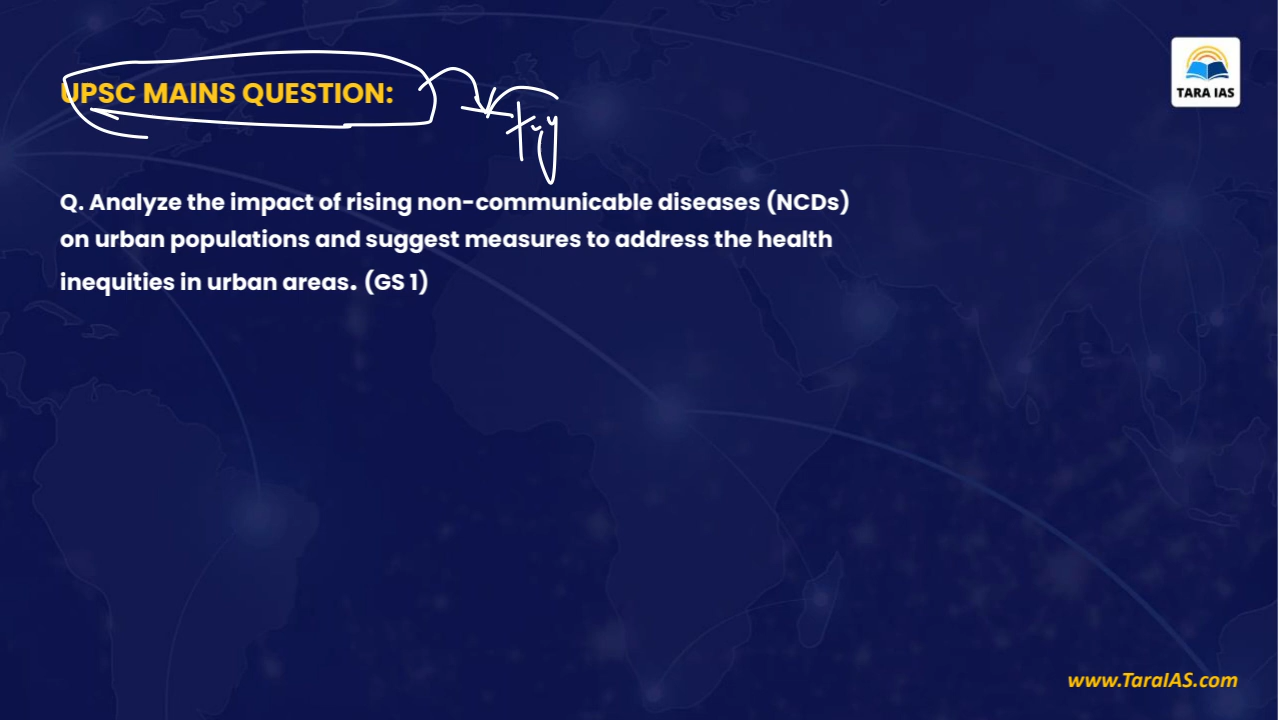 UPSC MAINS QUESTION:
TARA IAS
Q. Analyze the impact of rising non-communicable diseases (NCDs)
on urban populations and suggest measures to address the health
inequities in urban areas. (GS 1)
www.TaraIAS.com